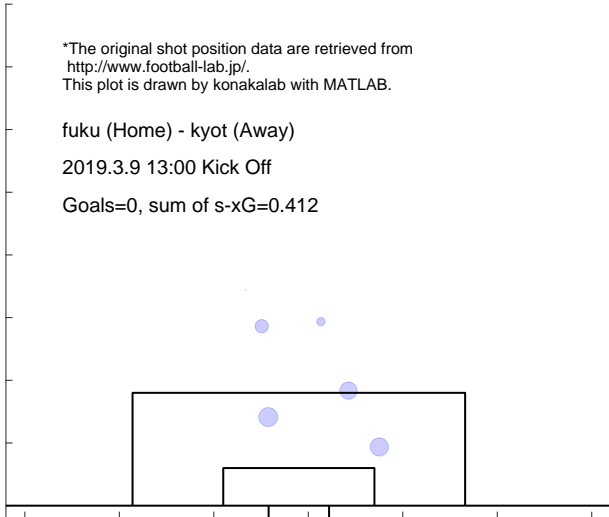 *The original shot position data are retrieved from
http://www.football-lab.jp/.
This plot is drawn by konakalab with MATLAB.
fuku (Home) - kyot (Away)
2019.3.9 13:00 Kick Off
Goals=0, sum of s-xG=0.412